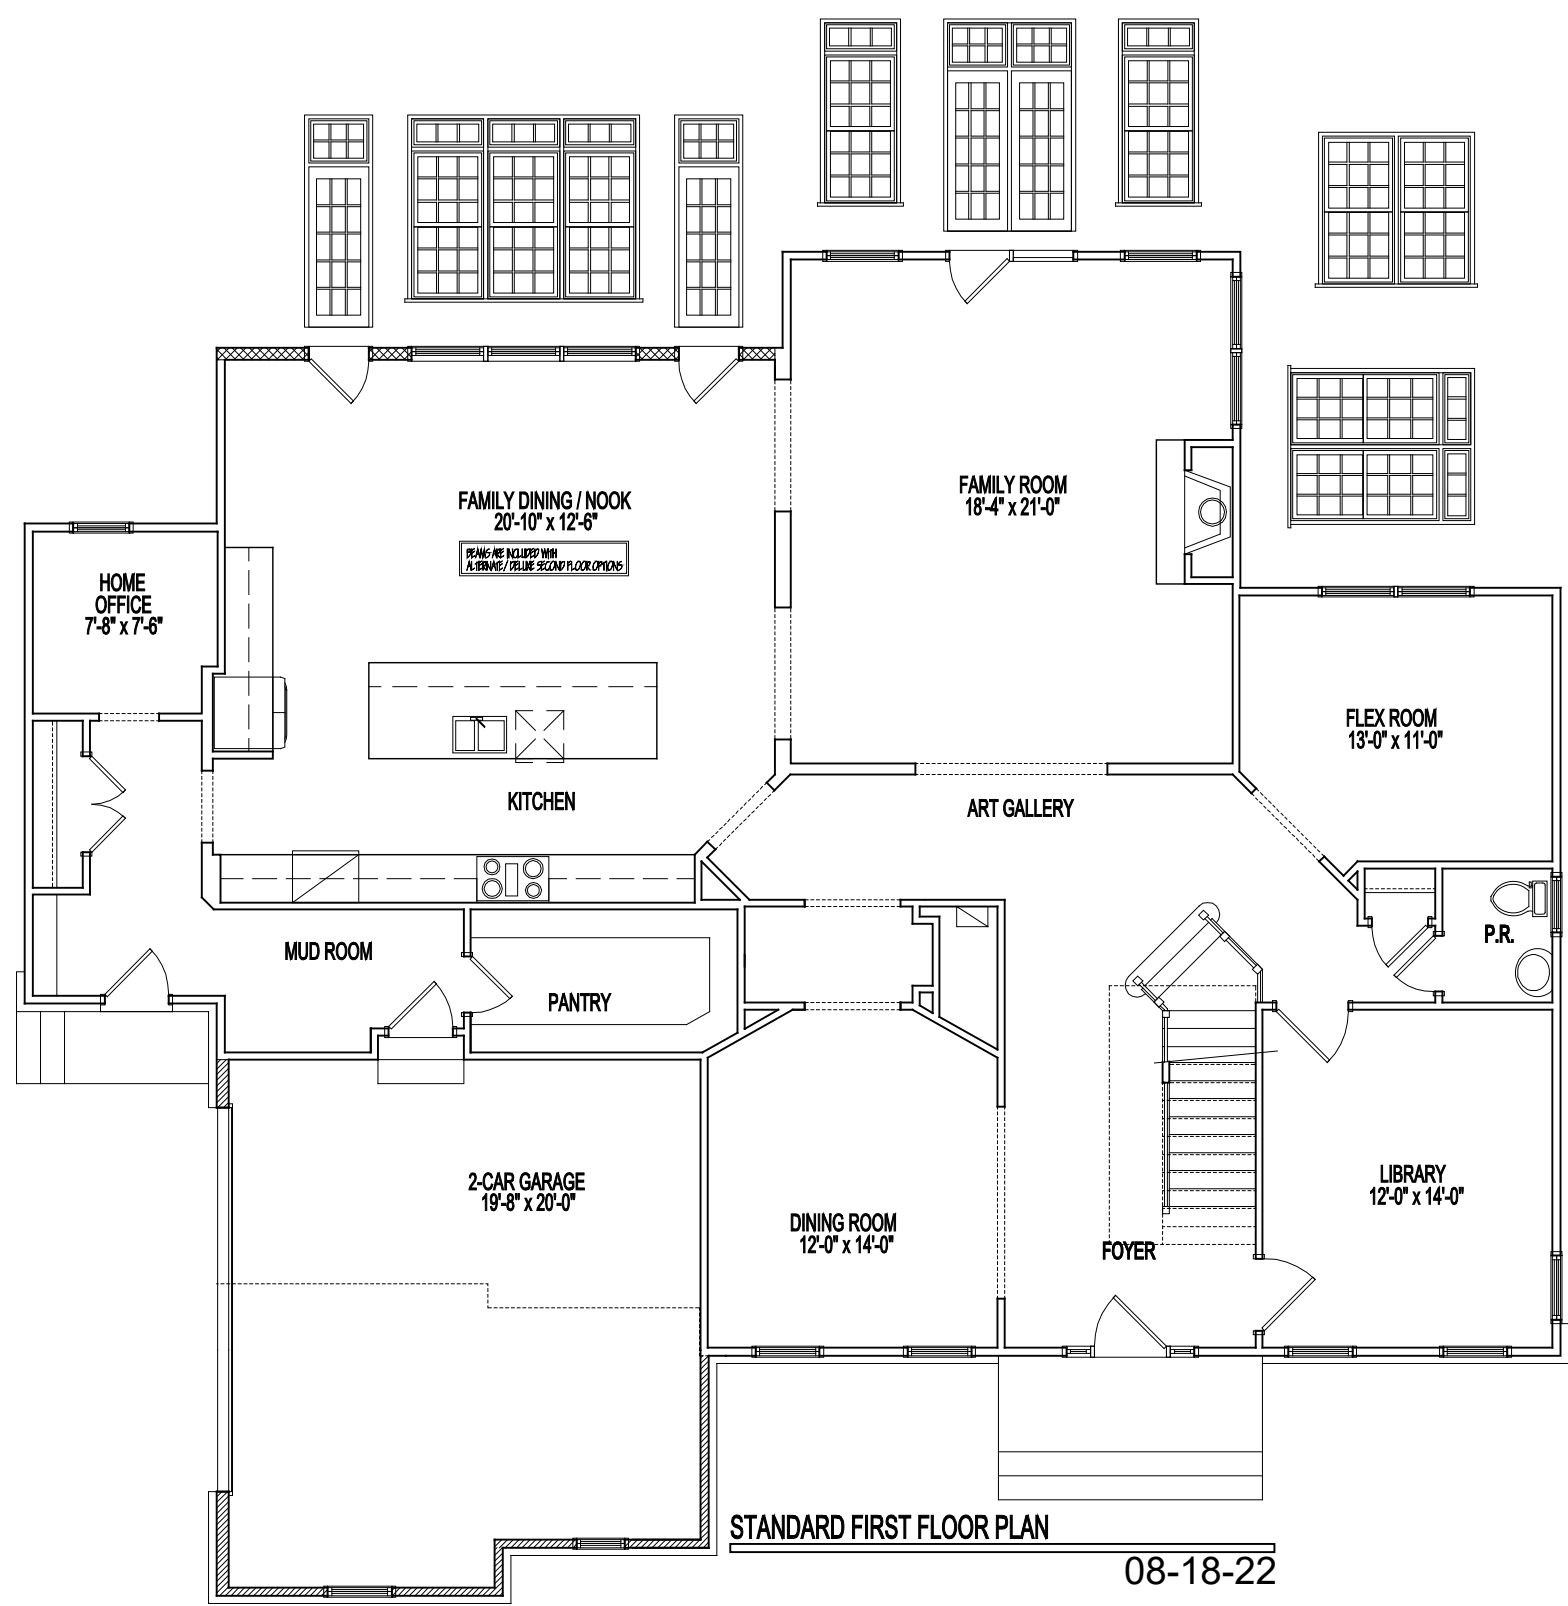 FAMILY ROOM
18'-4" x 21'-0"
FAMILY DINING / NOOK
20'-10" x 12'-6"
BEAMS ARE INCLUDED WITH
ALTERNATE / DELUXE SECOND FLOOR OPTIONS
HOME
OFFICE
7'-8" x 7'-6"
FLEX ROOM
13'-0" x 11'-0"
KITCHEN
ART GALLERY
P.R.
MUD ROOM
PANTRY
2-CAR GARAGE
19'-8" x 20'-0"
LIBRARY
12'-0" x 14'-0"
DINING ROOM
12'-0" x 14'-0"
FOYER
STANDARD FIRST FLOOR PLAN
08-18-22